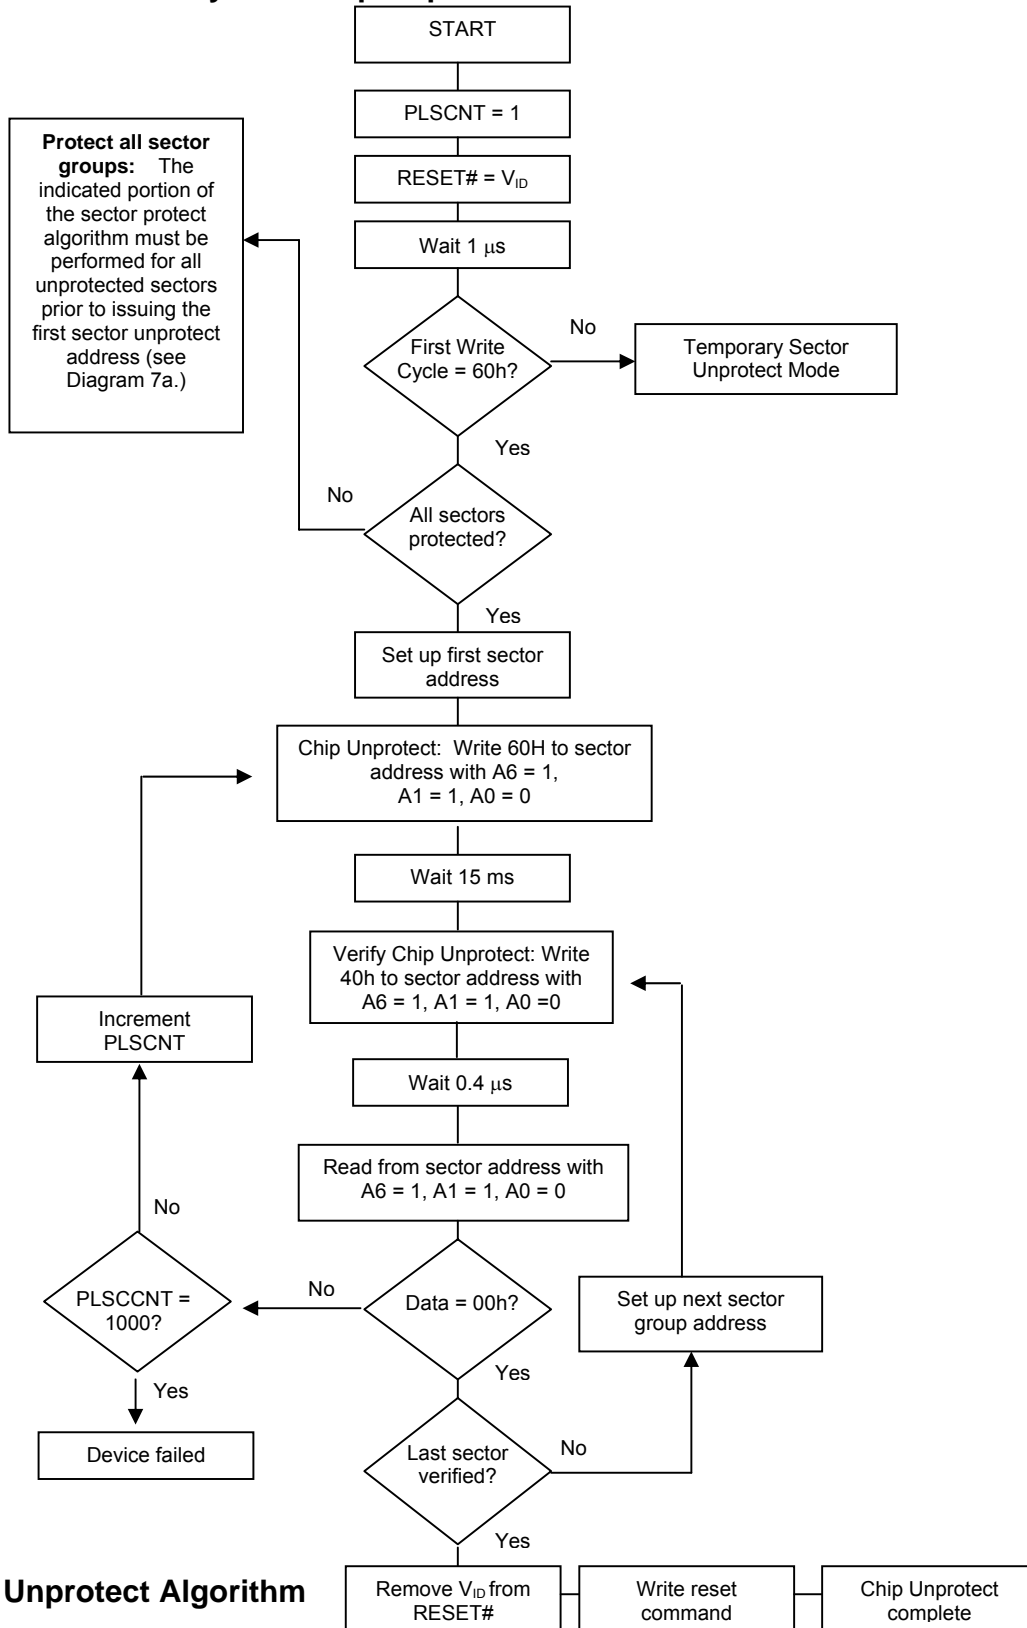 START
PLSCNT = 1
RESET# = VID
Wait 1 μs
Protect all sector
groups: The
indicated portion of
the sector protect
algorithm must be
performed for all
unprotected sectors
prior to issuing the
first sector unprotect
address (see
Diagram 7a.)
First Write
Cycle = 60h?
No
Temporary Sector
Unprotect Mode
Yes
No
All sectors
protected?
Yes
Set up first sector
address
Chip Unprotect: Write 60H to sector
address with A6 = 1,
A1 = 1, A0 = 0
Wait 15 ms
Verify Chip Unprotect: Write
40h to sector address with
A6 = 1, A1 = 1, A0 =0
Increment
PLSCNT
Wait 0.4 μs
Read from sector address with
A6 = 1, A1 = 1, A0 = 0
No
PLSCCNT =
1000?
No
Data = 00h?
Set up next sector
group address
Yes
Yes
Device failed
Last sector
verified?
No
Yes
Unprotect Algorithm
Remove VID from
RESET#
Write reset
command
Chip Unprotect
complete